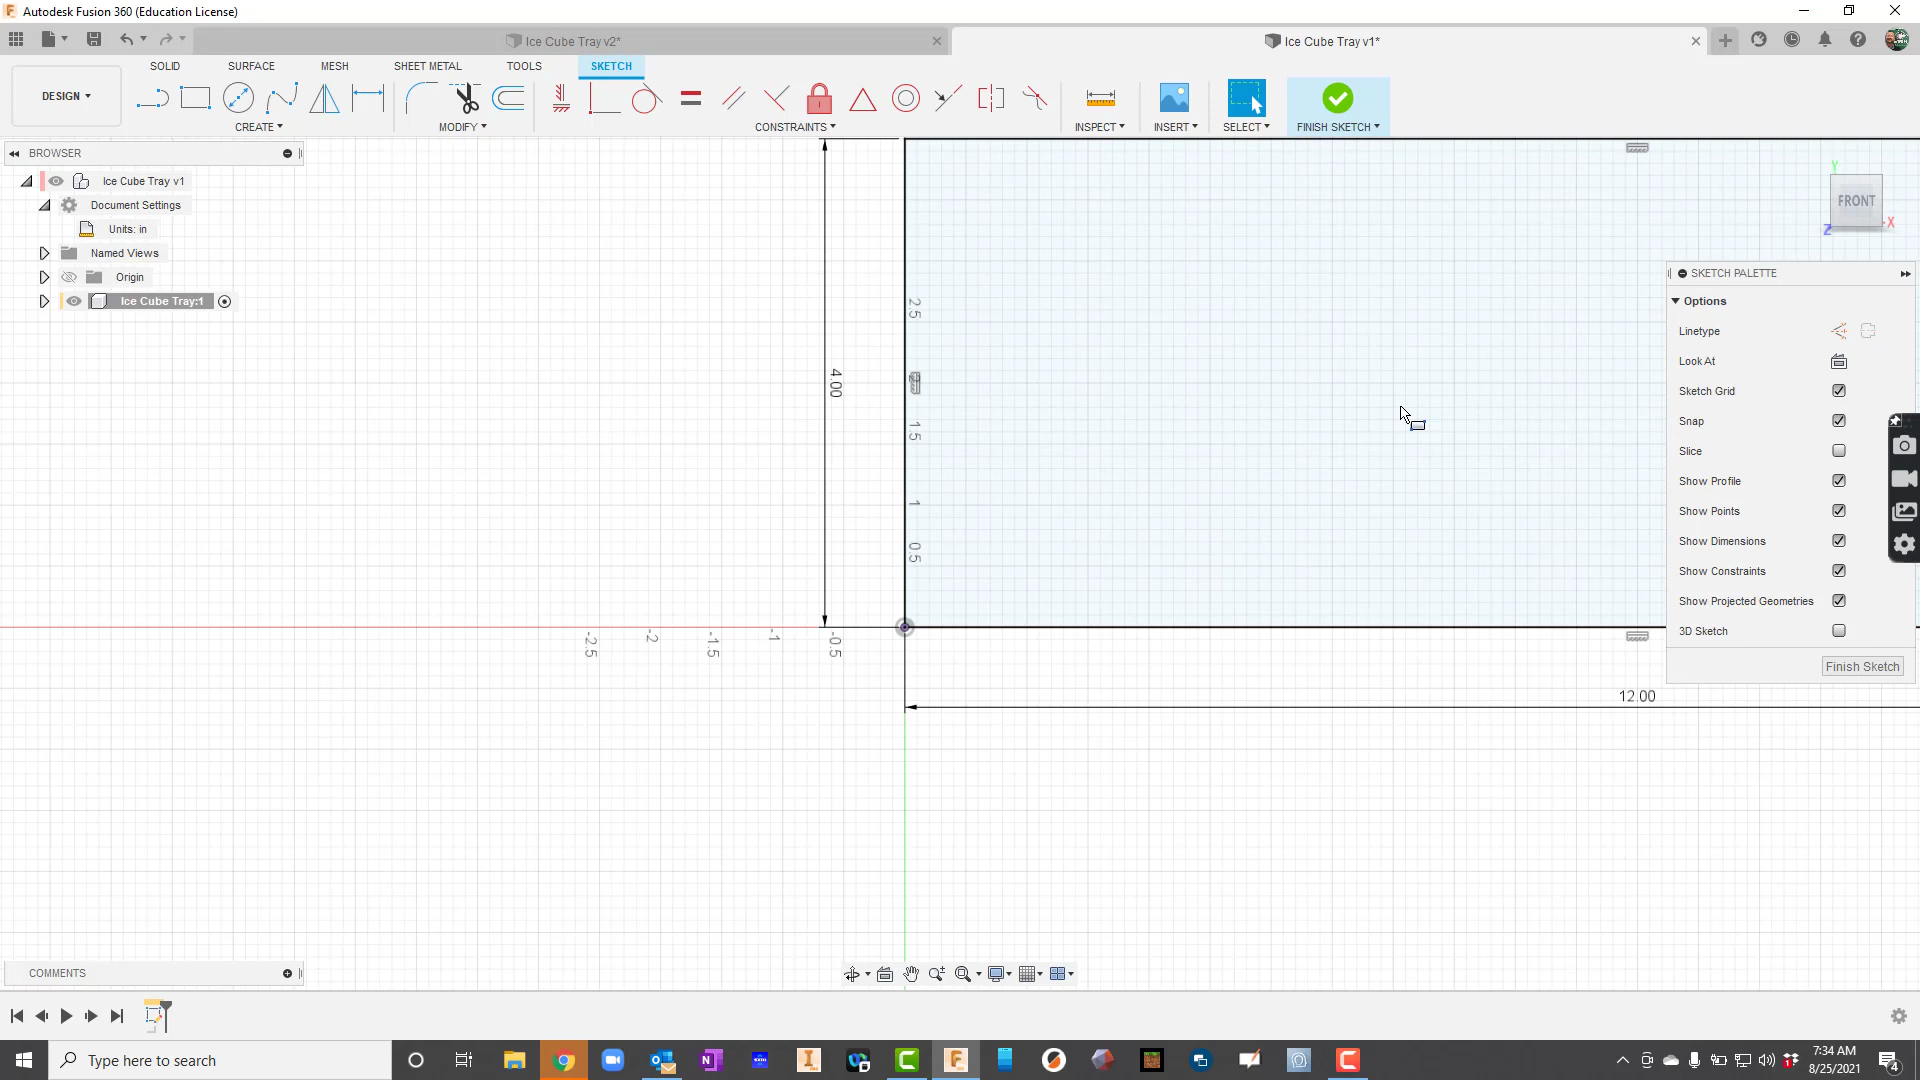 Autodesk Fusion 360 (Education License)
Ice Cube Tray v2*
Ice Cube Tray v1*
DESIGN
SOLID
SURFACE
MESH
SHEET METAL
TOOLS
SKETCH
CREATE
MODIFY
CONSTRAINTS
INSPECT
INSERT
SELECT
FINISH SKETCH
BROWSER
Ice Cube Tray v1
Document Settings
Units: in
Named Views
Origin
Ice Cube Tray:1
Y
FRONT
X
Z
SKETCH PALETTE
Options
Linetype
Look At
Sketch Grid
Snap
Slice
Show Profile
Show Points
Show Dimensions
Show Constraints
Show Projected Geometries
3D Sketch
Finish Sketch
2.5
4.00
1.5
1
0.5
-2.5
-2
-1.5
-1
-0.5
12.00
COMMENTS
Type here to search
7:34 AM
8/25/2021
4